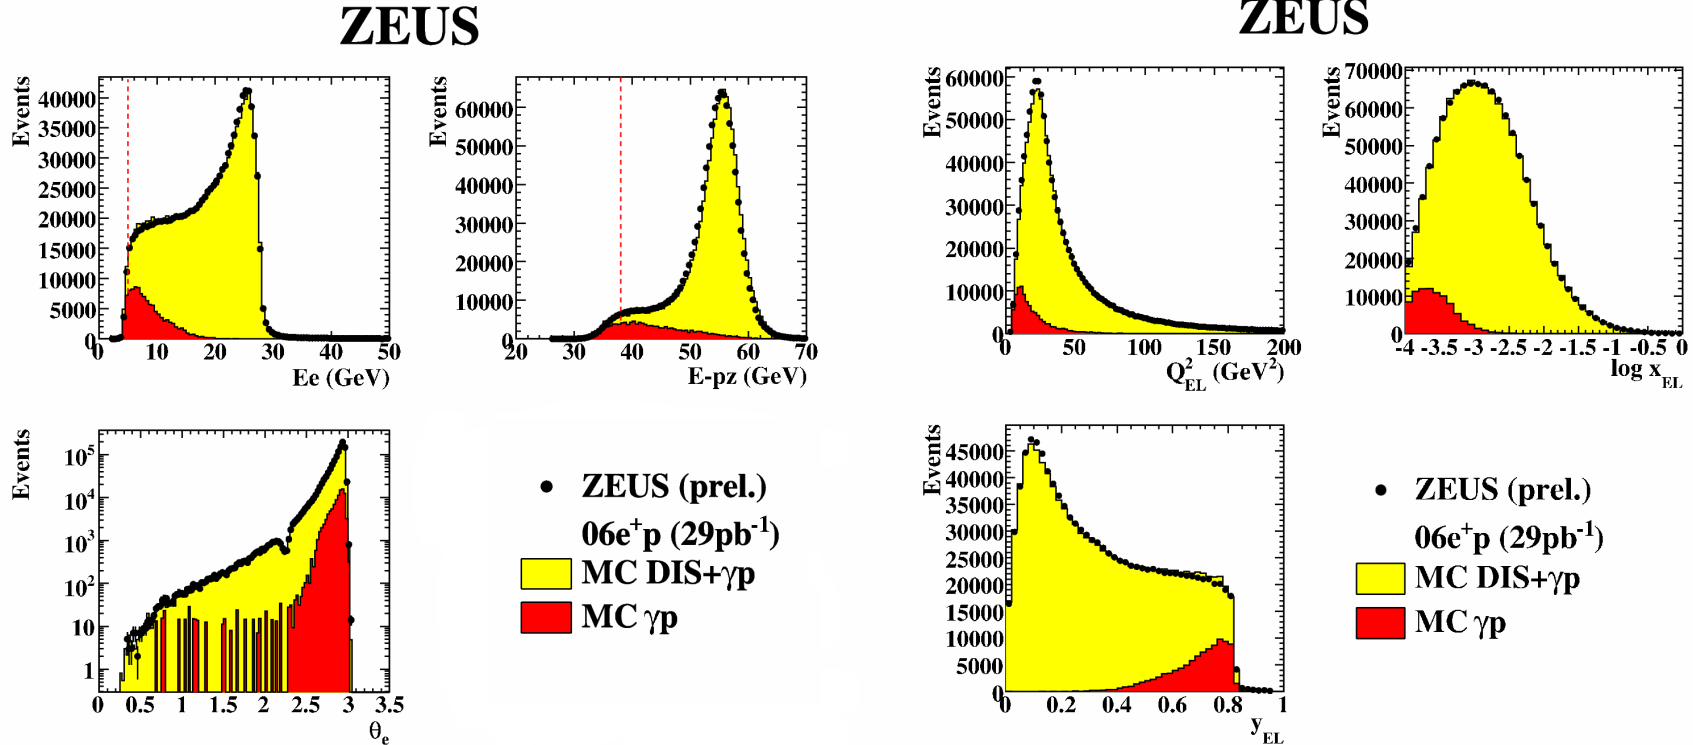 ZEUS
Events
40000
35000
30000
25000
20000
15000
10000
5000
0
0 10 20 30 40 50
Ee (GeV)
Events
60000
50000
40000
30000
20000
10000
0
20 30 40 50 60 70
E-pz (GeV)
Events
10⁵
10⁴
10³
10²
10
1
0 0.5 1 1.5 2 2.5 3 3.5
θₑ
ZEUS (prel.)
06e⁺p (29pb⁻¹)
MC DIS+γp
MC γp
ZEUS
Events
60000
50000
40000
30000
20000
10000
0
0 50 100 150 200
Q²EL (GeV²)
Events
70000
60000
50000
40000
30000
20000
10000
0
-4 -3.5 -3 -2.5 -2 -1.5 -1 -0.5 0
log xEL
Events
45000
40000
35000
30000
25000
20000
15000
10000
5000
0
0 0.2 0.4 0.6 0.8 1
yEL
ZEUS (prel.)
06e⁺p (29pb⁻¹)
MC DIS+γp
MC γp